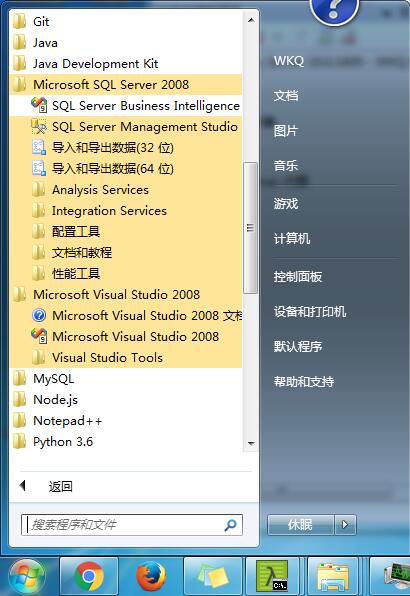 Git
Java
Java Development Kit
Microsoft SQL Server 2008
SQL Server Business Intelligence
SQL Server Management Studio
导入和导出数据(32 位)
导入和导出数据(64 位)
Analysis Services
Integration Services
配置工具
文档和教程
性能工具
Microsoft Visual Studio 2008
Microsoft Visual Studio 2008 文档
Microsoft Visual Studio 2008
Visual Studio Tools
MySQL
Node.js
Notepad++
Python 3.6
返回
搜索程序和文件
WKQ
文档
图片
音乐
游戏
计算机
控制面板
设备和打印机
默认程序
帮助和支持
休眠